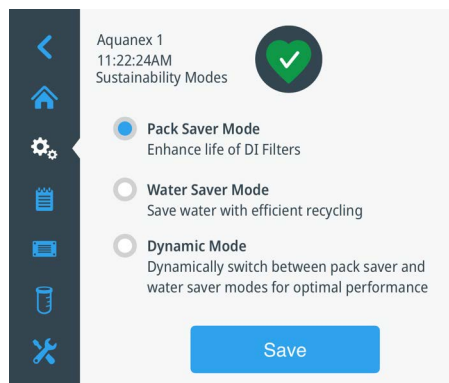 Aquanex 1
11:22:24AM
Sustainability Modes
Pack Saver Mode
Enhance life of DI Filters
Water Saver Mode
Save water with efficient recycling
Dynamic Mode
Dynamically switch between pack saver and
water saver modes for optimal performance
Save